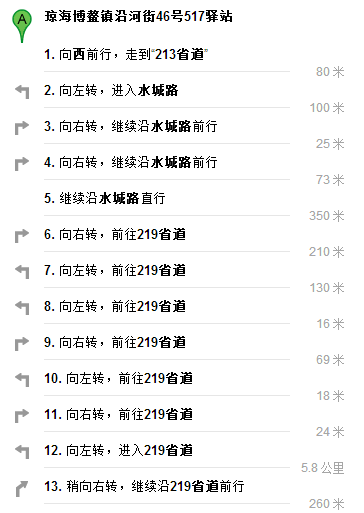 A
琼海博鳌镇沿河街46号517驿站
1. 向西前行，走到“213省道”
80 米
2. 向左转，进入水城路
100 米
3. 向右转，继续沿水城路前行
25 米
4. 向右转，继续沿水城路前行
73 米
5. 继续沿水城路直行
350 米
6. 向右转，前往219省道
210 米
7. 向左转，前往219省道
130 米
8. 向左转，前往219省道
16 米
9. 向右转，前往219省道
69 米
10. 向左转，前往219省道
18 米
11. 向右转，前往219省道
24 米
12. 向左转，进入219省道
5.8 公里
13. 稍向右转，继续沿219省道前行
260 米